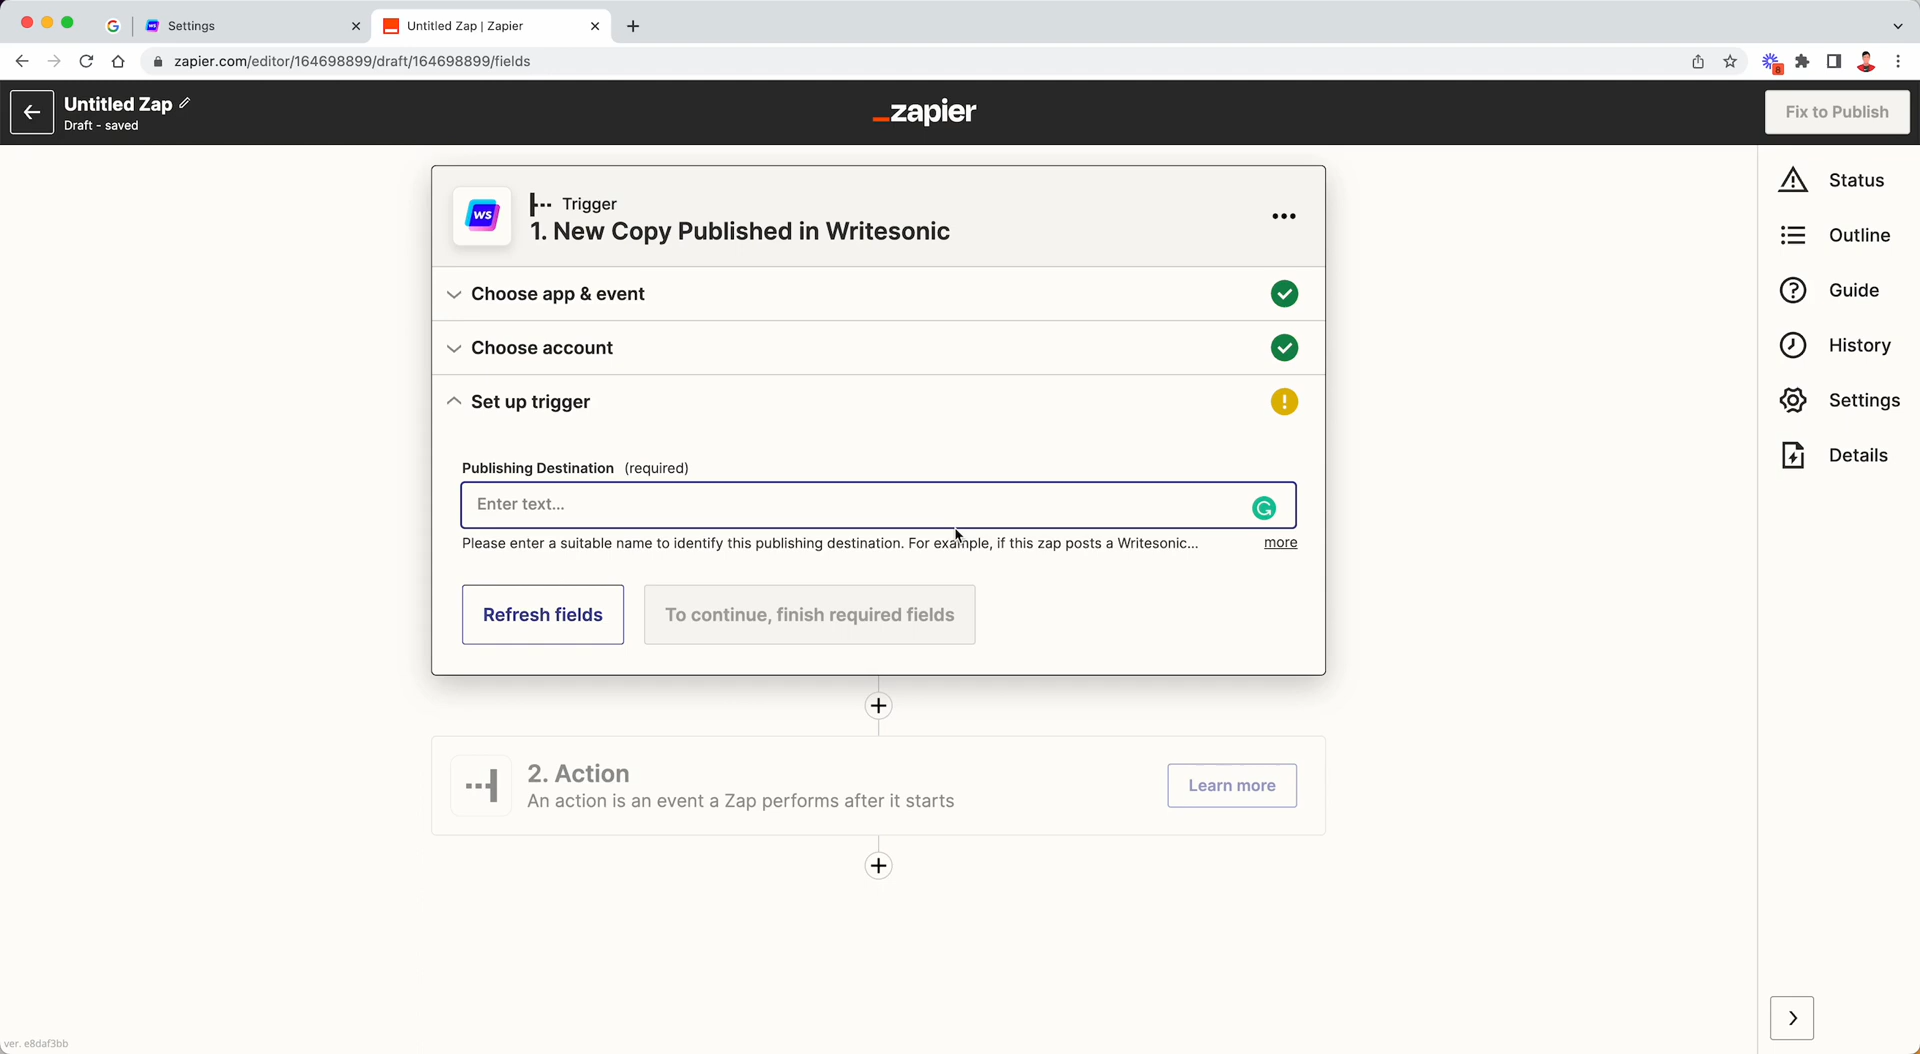 Settings
Untitled Zap | Zapier
zapier.com/editor/164698899/draft/164698899/fields
8
Untitled Zap
Draft - saved
_zapier
Fix to Publish
WS
Trigger
1. New Copy Published in Writesonic
Choose app & event
Choose account
Set up trigger
Publishing Destination (required)
Enter text...
Please enter a suitable name to identify this publishing destination. For example, if this zap posts a Writesonic...
more
Refresh fields
To continue, finish required fields
2. Action
An action is an event a Zap performs after it starts
Learn more
Status
Outline
Guide
History
Settings
Details
ver. e8daf3bb